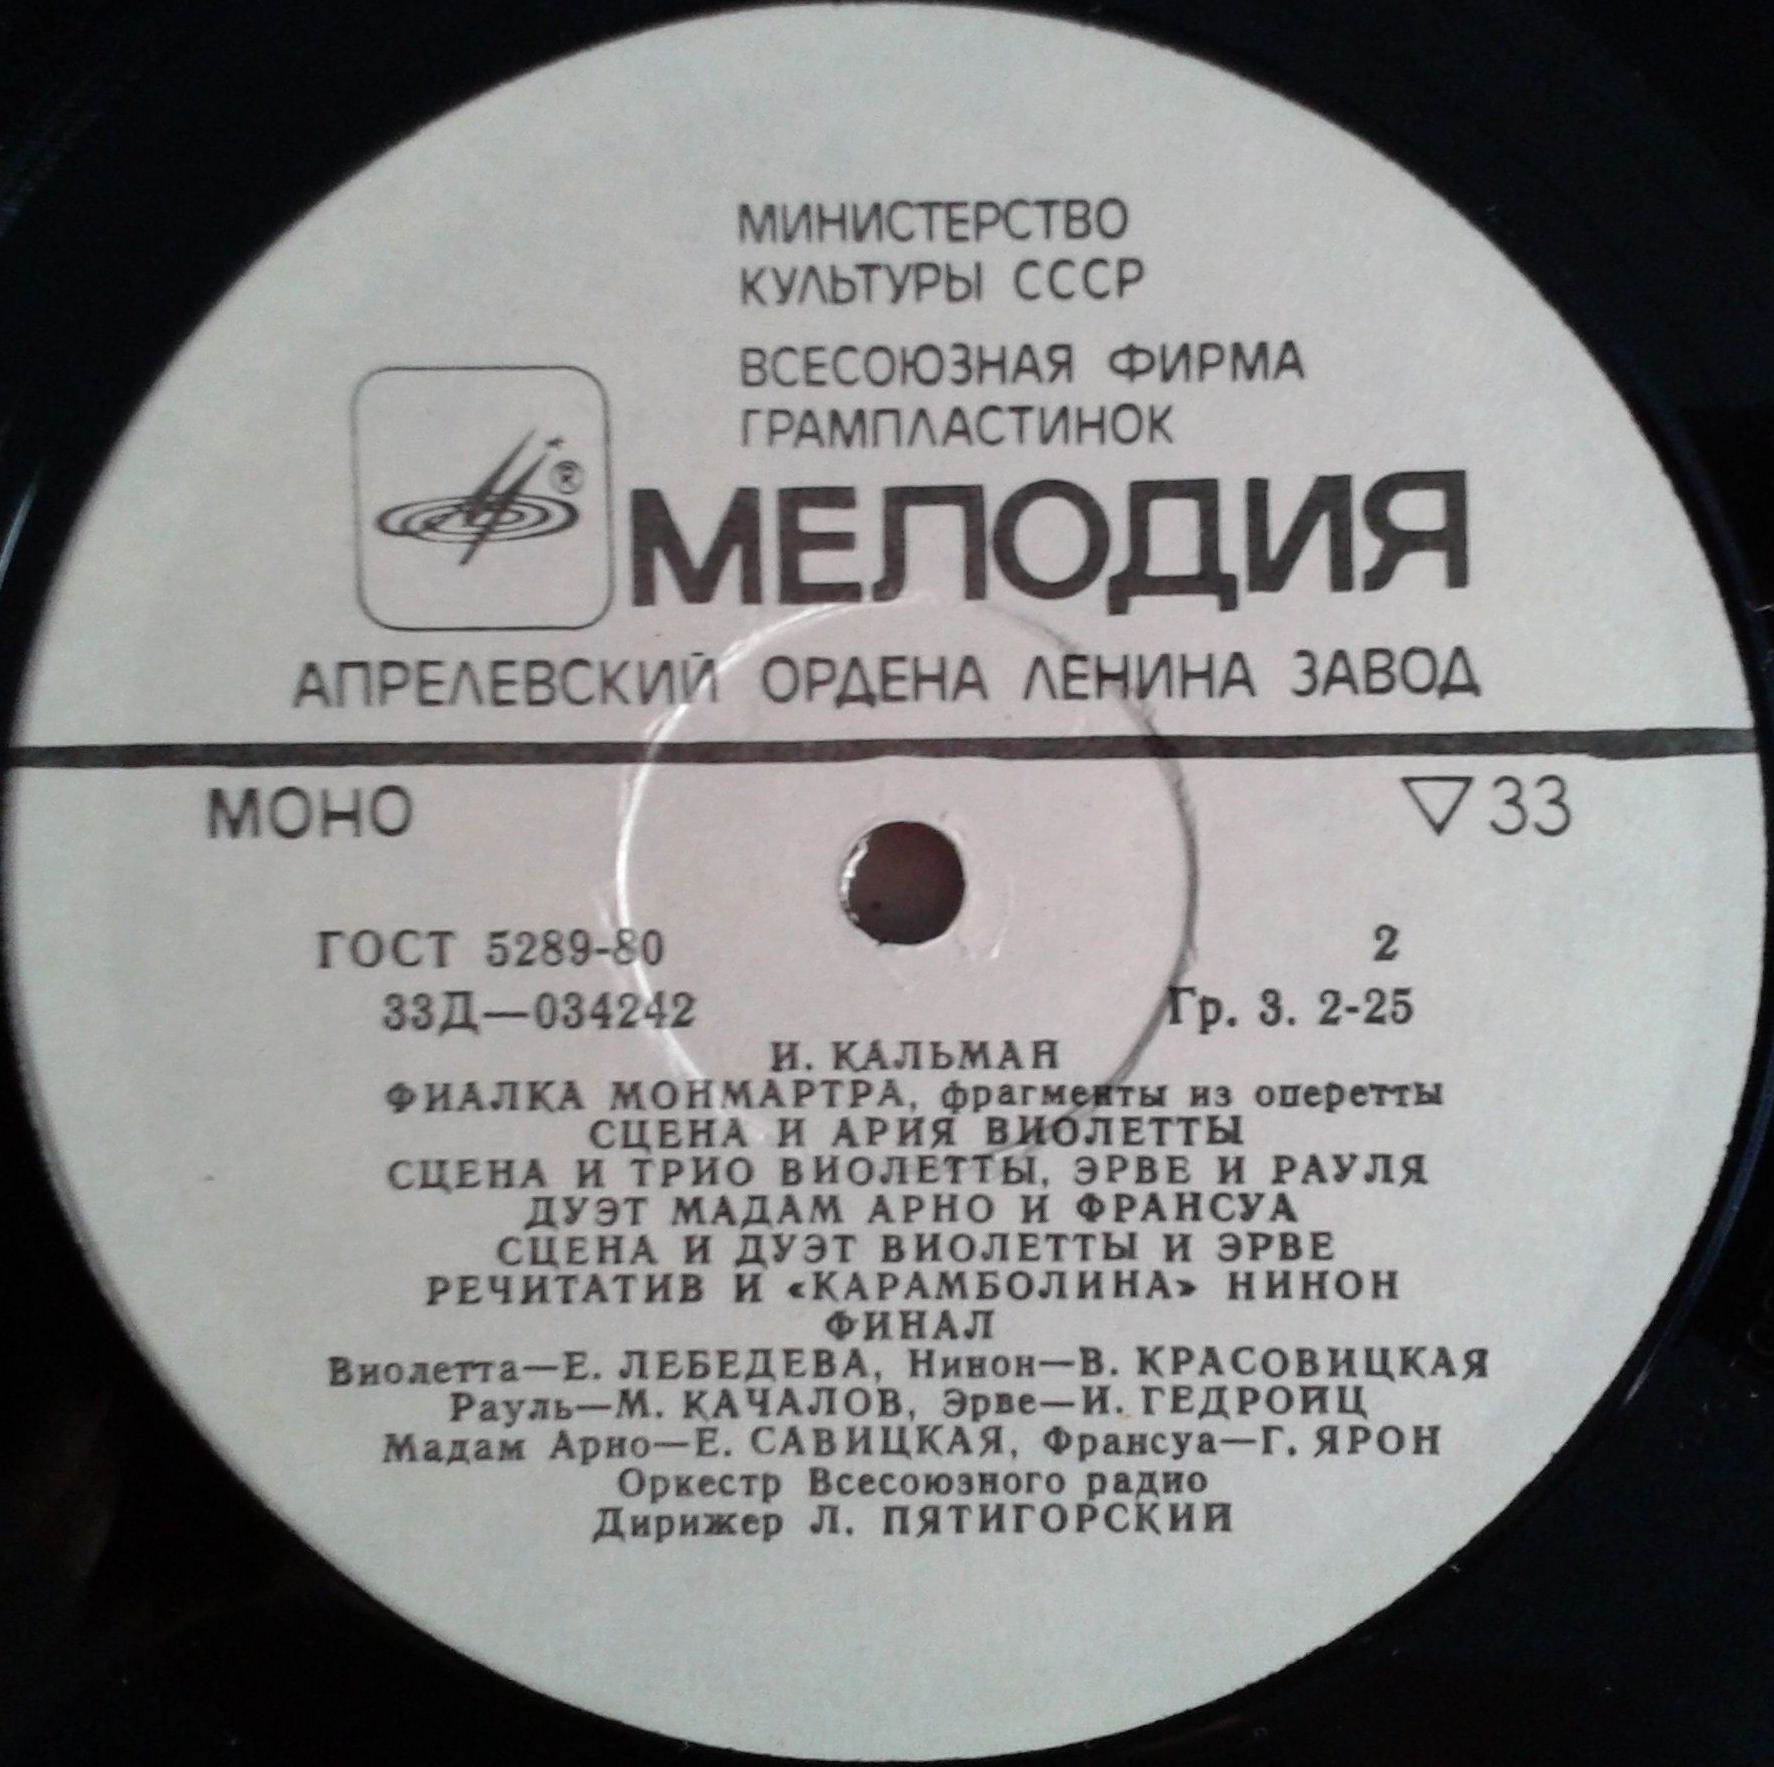 МИНИСТЕРСТВО
КУЛЬТУРЫ СССР
ВСЕСОЮЗНАЯ ФИРМА
ГРАМПЛАСТИНОК
®
МЕЛОДИЯ
АПРЕЛЕВСКИЙ ОРДЕНА ЛЕНИНА ЗАВОД
МОНО ▽33
ГОСТ 5289-80 2
33Д—034242 Гр. 3. 2-25
И. КАЛЬМАН
ФИАЛКА МОНМАРТРА, фрагменты из оперетты
СЦЕНА И АРИЯ ВИОЛЕТТЫ
СЦЕНА И ТРИО ВИОЛЕТТЫ, ЭРВЕ И РАУЛЯ
ДУЭТ МАДАМ АРНО И ФРАНСУА
СЦЕНА И ДУЭТ ВИОЛЕТТЫ И ЭРВЕ
РЕЧИТАТИВ И «КАРАМБОЛИНА» НИНОН
ФИНАЛ
Виолетта—Е. ЛЕБЕДЕВА, Нинон—В. КРАСОВИЦКАЯ
Рауль—М. КАЧАЛОВ, Эрве—И. ГЕДРОЙЦ
Мадам Арно—Е. САВИЦКАЯ, Франсуа—Г. ЯРОН
Оркестр Всесоюзного радио
Дирижер Л. ПЯТИГОРСКИЙ